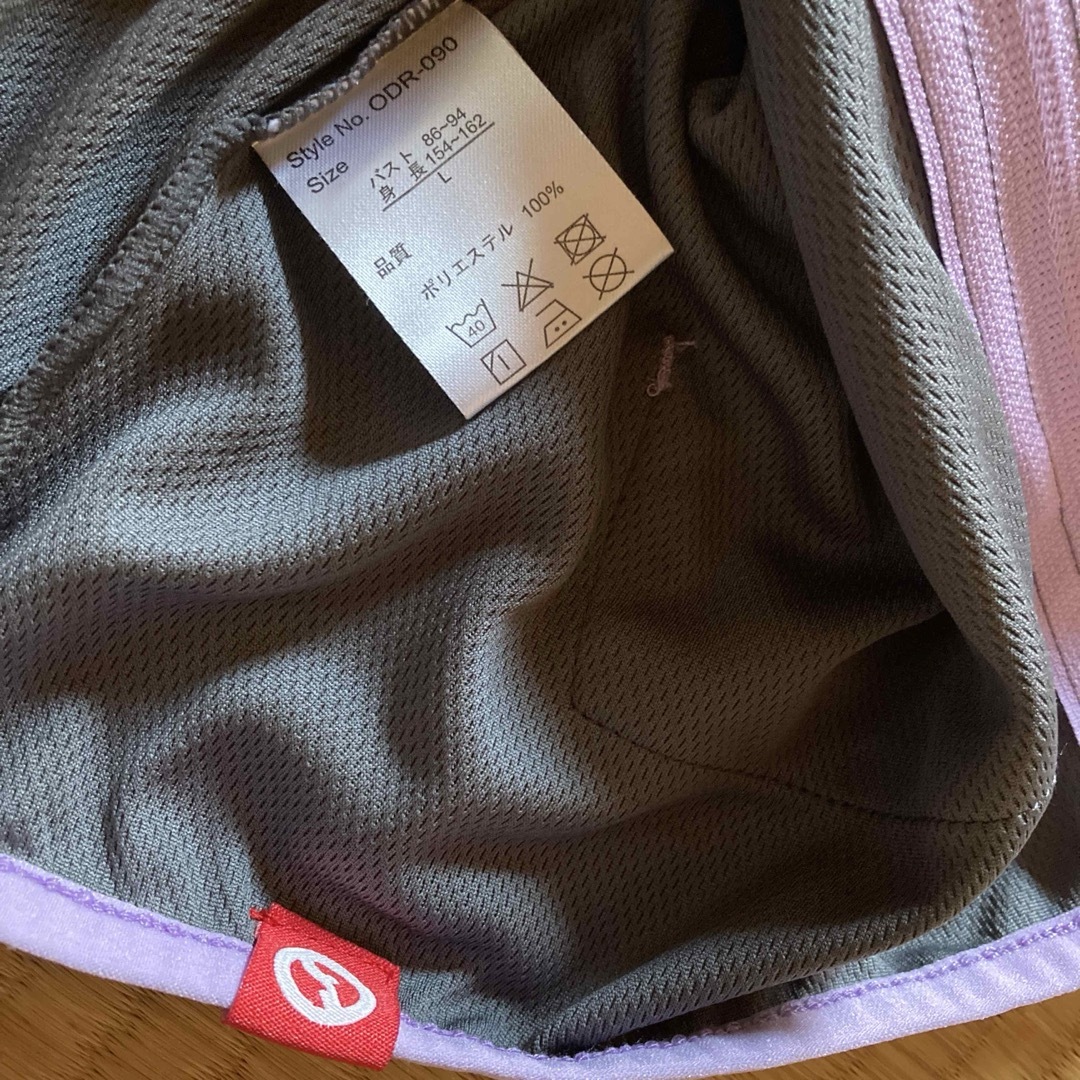 Style No. ODR-090
Size
バスト 86-94
身 長 154~162
L
品質
ポリエステル 100%
40
1